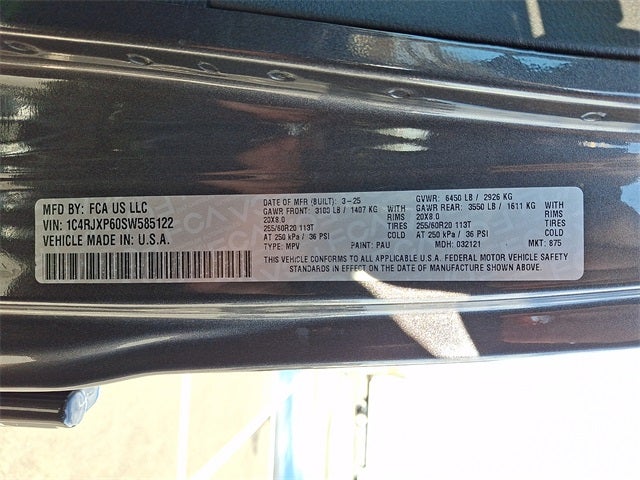 MFD BY: FCA US LLC
VIN: 1C4RJXP60SW585122
VEHICLE MADE IN: U.S.A.
DATE OF MFR (BUILT): 3-25
GAWR FRONT: 3103 LB / 1407 KG WITH
20X8.0 RIMS
255/60R20 113T TIRES
AT 250 kPa / 36 PSI COLD
TYPE: MPV PAINT: PAU
GVWR: 6450 LB / 2926 KG
GAWR REAR: 3550 LB / 1611 KG WITH
20X8.0 RIMS
255/60R20 113T TIRES
AT 250 kPa / 36 PSI COLD
MDH: 032121 MKT: 875
THIS VEHICLE CONFORMS TO ALL APPLICABLE U.S.A. FEDERAL MOTOR VEHICLE SAFETY
STANDARDS IN EFFECT ON THE DATE OF MANUFACTURE SHOWN ABOVE.